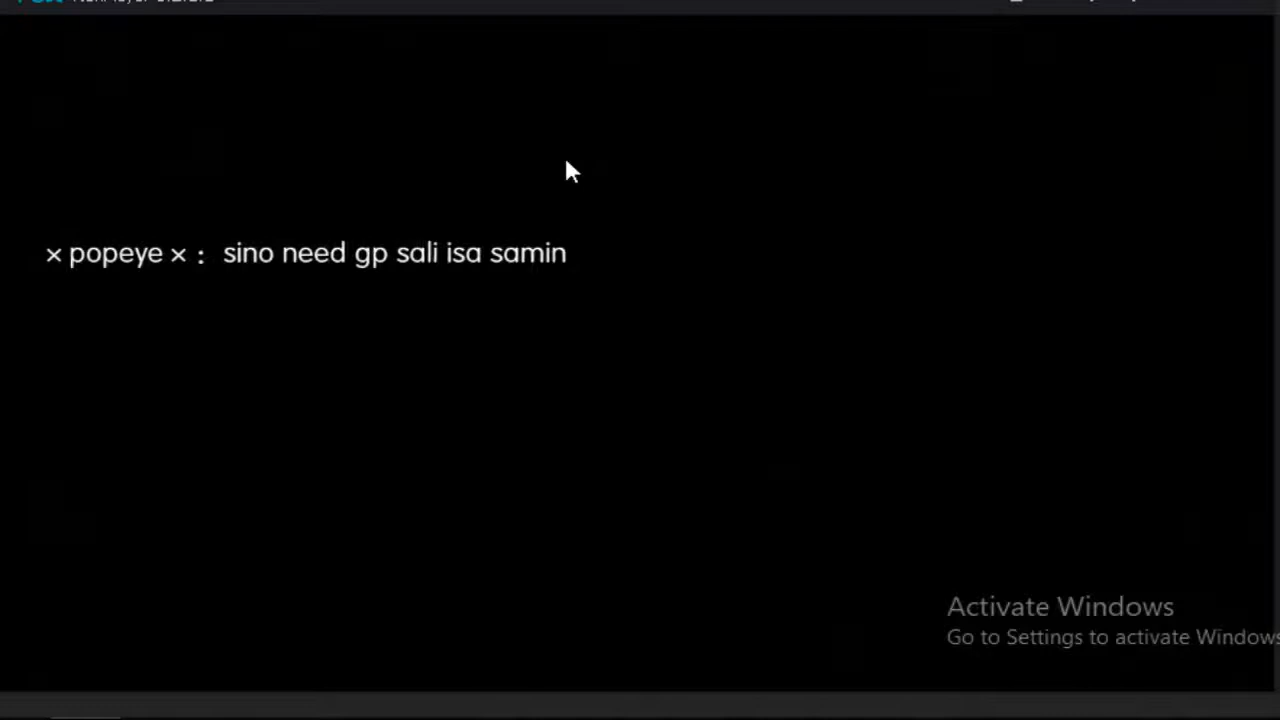 × popeye × : sino need gp sali isa samin
Activate Windows
Go to Settings to activate Windows